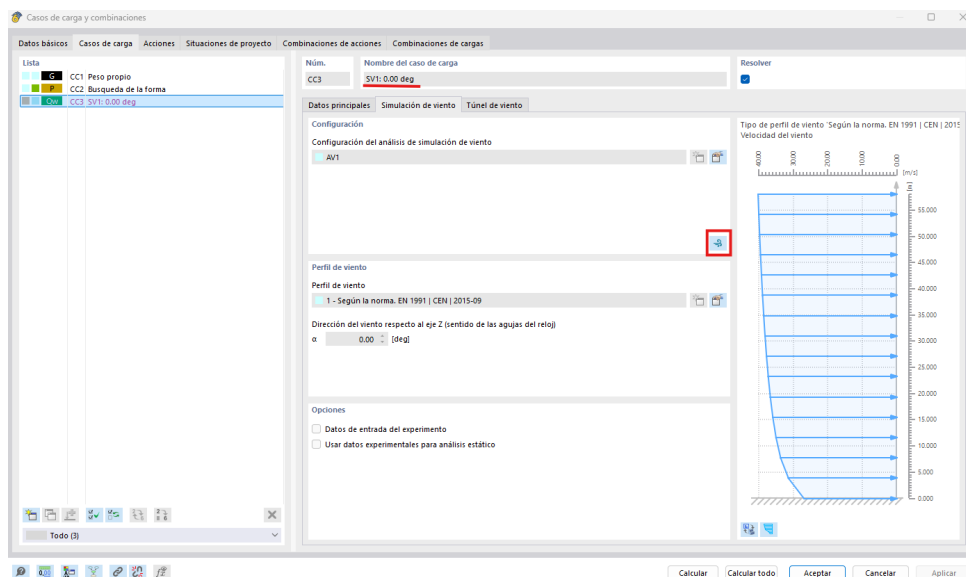 Casos de carga y combinaciones
Datos básicos Casos de carga Acciones Situaciones de proyecto Combinaciones de acciones Combinaciones de cargas
Lista
G CC1 Peso propio
P CC2 Busqueda de la forma
Qw CC3 SV1: 0.00 deg
Todo (3)
Núm. Nombre del caso de carga
CC3 SV1: 0.00 deg
Resolver
Datos principales Simulación de viento Túnel de viento
Configuración
Configuración del análisis de simulación de viento
AV1
Perfil de viento
Perfil de viento
1 - Según la norma. EN 1991 | CEN | 2015-09
Dirección del viento respecto al eje Z (sentido de las agujas del reloj)
α 0.00 [deg]
Opciones
Datos de entrada del experimento
Usar datos experimentales para análisis estático
Tipo de perfil de viento 'Según la norma. EN 1991 | CEN | 2015
Velocidad del viento
40.00 30.00 20.00 10.00 0.00
[m/s]
[m]
55.000
50.000
45.000
40.000
35.000
30.000
25.000
20.000
15.000
10.000
5.000
0.000
Calcular Calcular todo Aceptar Cancelar Aplicar